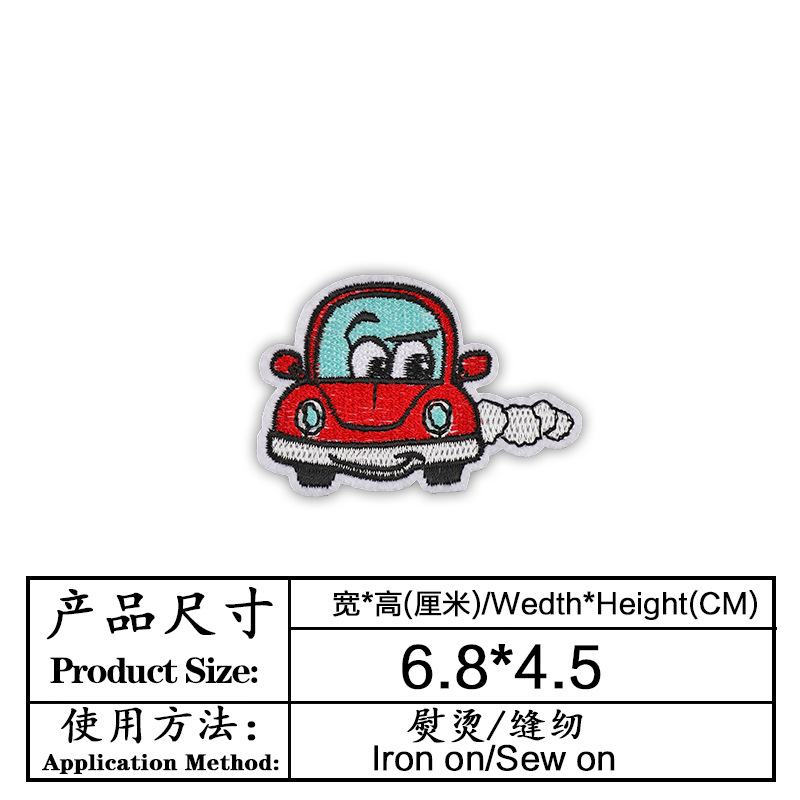 产品尺寸
Product Size:
宽*高(厘米)/Wedth*Height(CM)
6.8*4.5
使用方法:
Application Method:
熨烫/缝纫
Iron on/Sew on